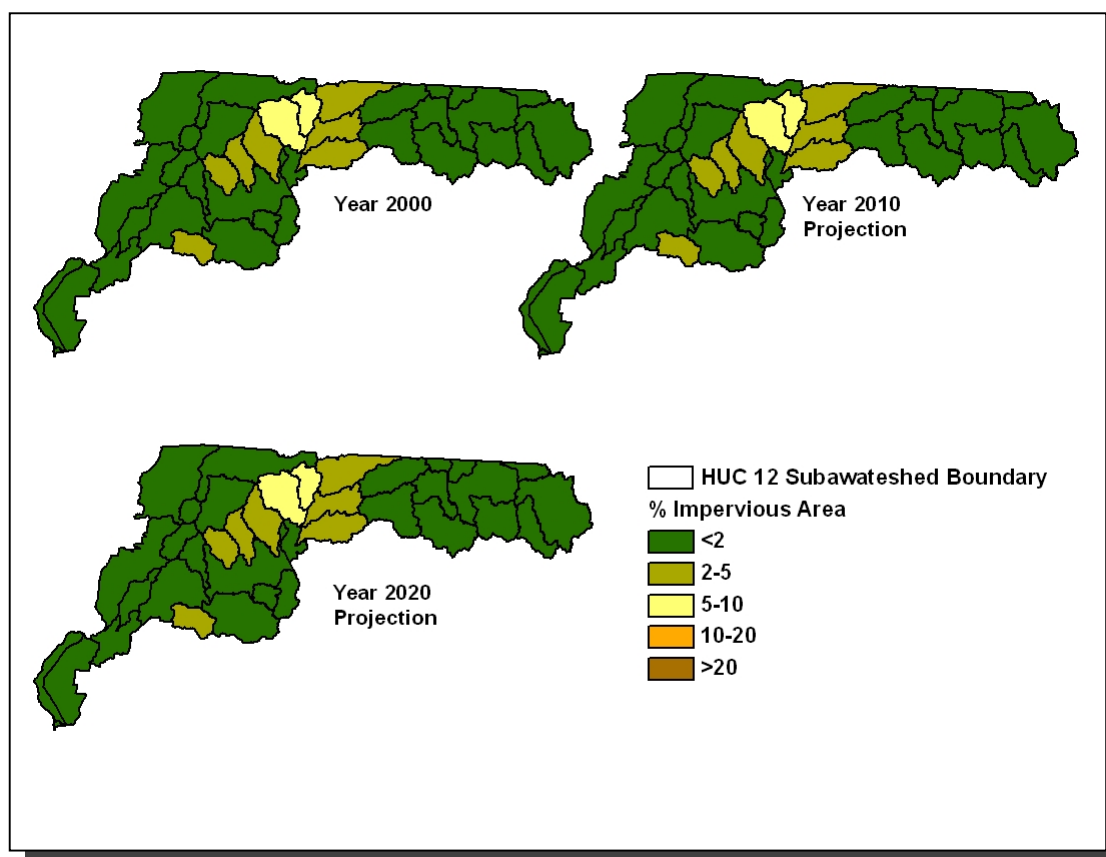 Year 2000
Year 2010
Projection
Year 2020
Projection
HUC 12 Subawateshed Boundary
% Impervious Area
<2
2-5
5-10
10-20
>20